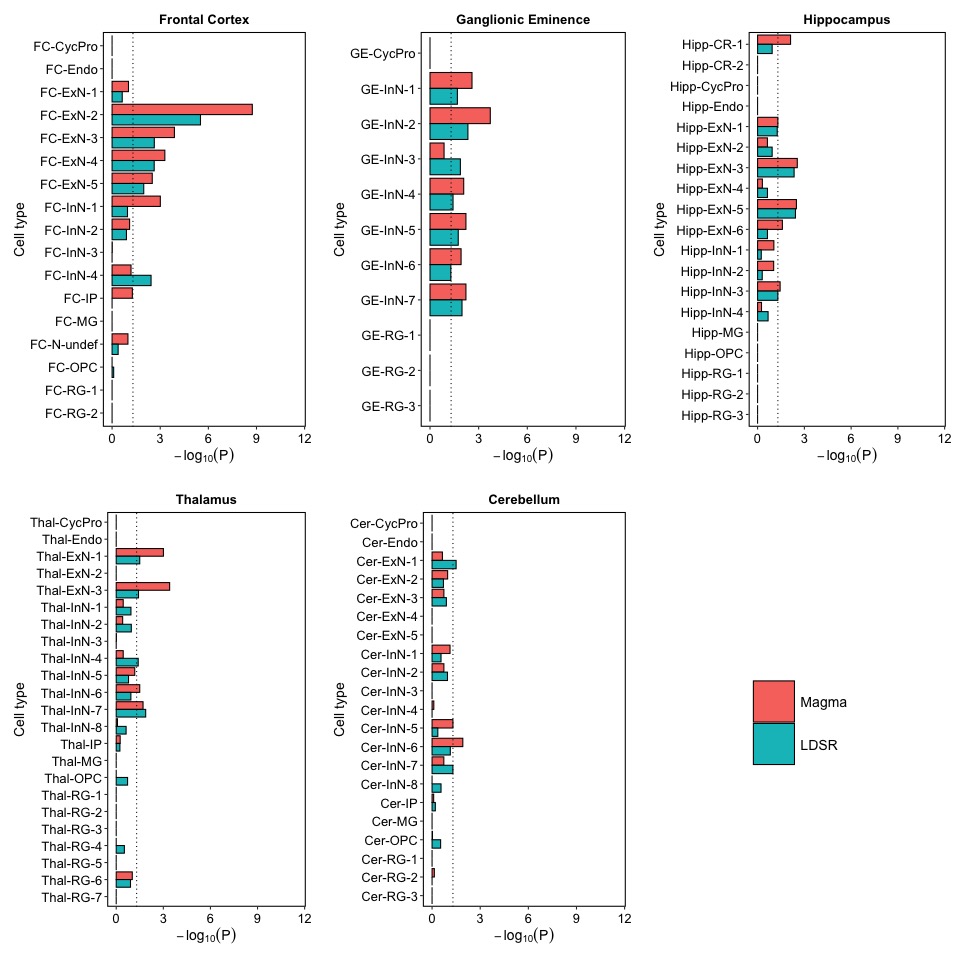 Frontal Cortex
Cell type
FC-CycPro
FC-Endo
FC-ExN-1
FC-ExN-2
FC-ExN-3
FC-ExN-4
FC-ExN-5
FC-InN-1
FC-InN-2
FC-InN-3
FC-InN-4
FC-IP
FC-MG
FC-N-undef
FC-OPC
FC-RG-1
FC-RG-2
0 3 6 9 12
−log10(P)
Ganglionic Eminence
Cell type
GE-CycPro
GE-InN-1
GE-InN-2
GE-InN-3
GE-InN-4
GE-InN-5
GE-InN-6
GE-InN-7
GE-RG-1
GE-RG-2
GE-RG-3
0 3 6 9 12
−log10(P)
Hippocampus
Cell type
Hipp-CR-1
Hipp-CR-2
Hipp-CycPro
Hipp-Endo
Hipp-ExN-1
Hipp-ExN-2
Hipp-ExN-3
Hipp-ExN-4
Hipp-ExN-5
Hipp-ExN-6
Hipp-InN-1
Hipp-InN-2
Hipp-InN-3
Hipp-InN-4
Hipp-MG
Hipp-OPC
Hipp-RG-1
Hipp-RG-2
Hipp-RG-3
0 3 6 9 12
−log10(P)
Thalamus
Cell type
Thal-CycPro
Thal-Endo
Thal-ExN-1
Thal-ExN-2
Thal-ExN-3
Thal-InN-1
Thal-InN-2
Thal-InN-3
Thal-InN-4
Thal-InN-5
Thal-InN-6
Thal-InN-7
Thal-InN-8
Thal-IP
Thal-MG
Thal-OPC
Thal-RG-1
Thal-RG-2
Thal-RG-3
Thal-RG-4
Thal-RG-5
Thal-RG-6
Thal-RG-7
0 3 6 9 12
−log10(P)
Cerebellum
Cell type
Cer-CycPro
Cer-Endo
Cer-ExN-1
Cer-ExN-2
Cer-ExN-3
Cer-ExN-4
Cer-ExN-5
Cer-InN-1
Cer-InN-2
Cer-InN-3
Cer-InN-4
Cer-InN-5
Cer-InN-6
Cer-InN-7
Cer-InN-8
Cer-IP
Cer-MG
Cer-OPC
Cer-RG-1
Cer-RG-2
Cer-RG-3
0 3 6 9 12
−log10(P)
Magma
LDSR